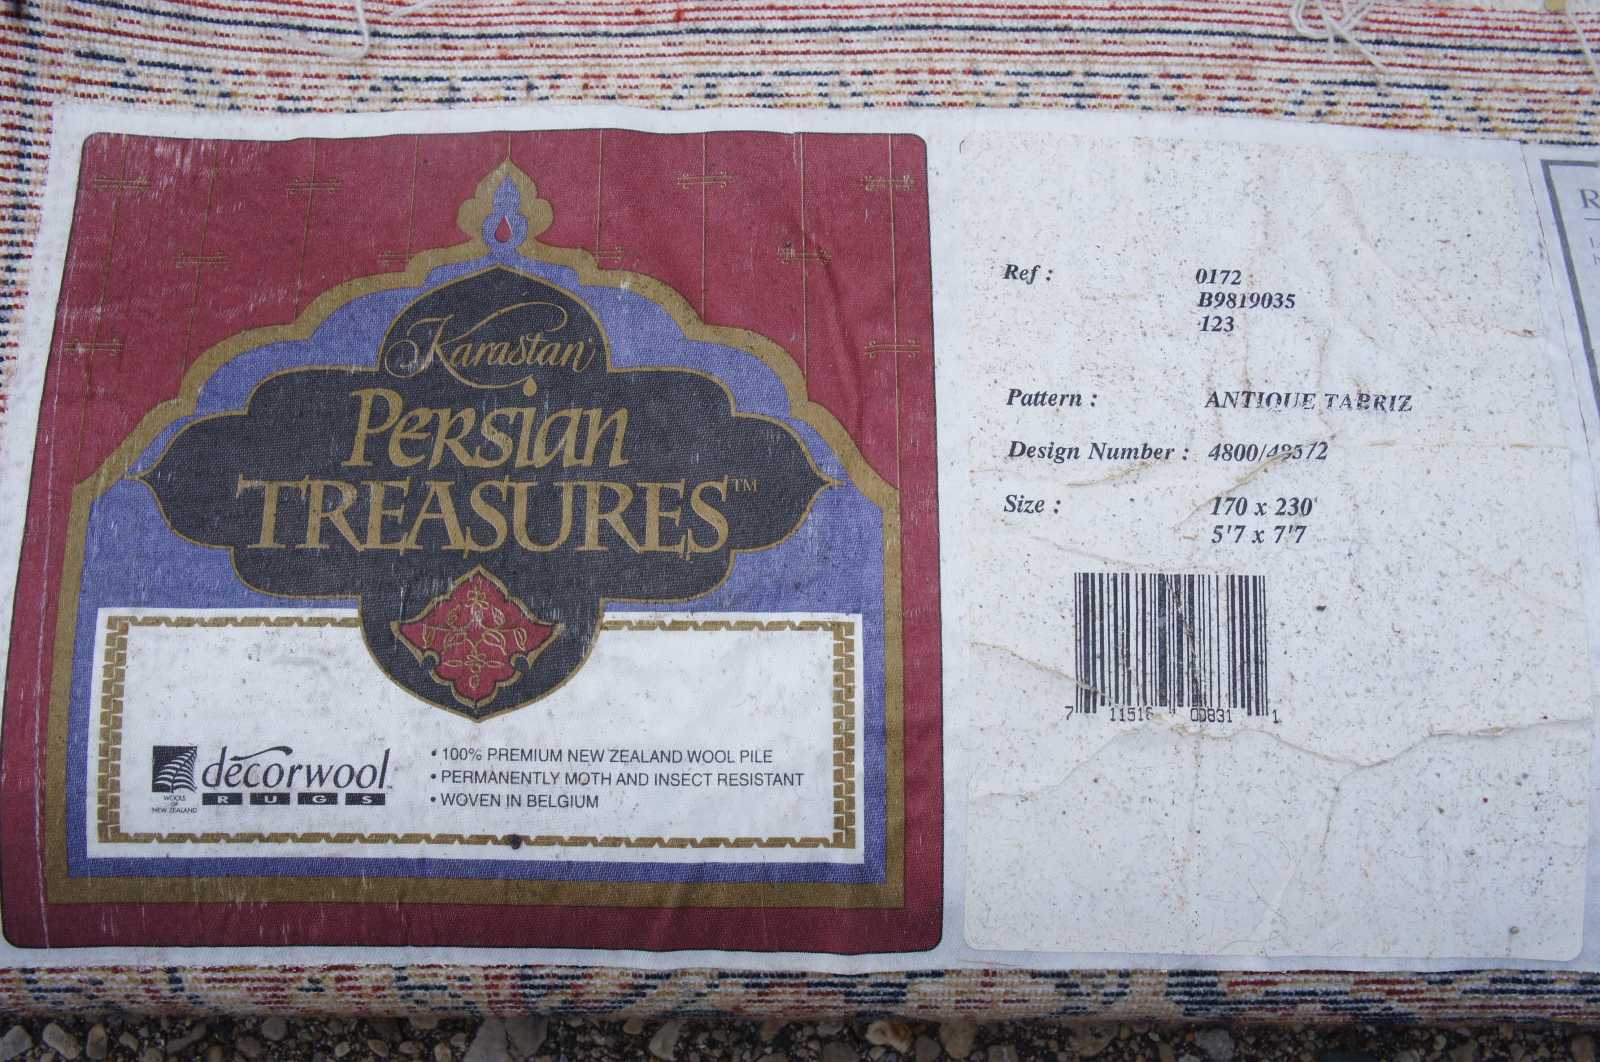 Karastan
Persian
TREASURES™
décorwool
RUGS
WOOLS
OF
NEW ZEALAND
• 100% PREMIUM NEW ZEALAND WOOL PILE
• PERMANENTLY MOTH AND INSECT RESISTANT
• WOVEN IN BELGIUM
Ref : 0172
B9819035
123
Pattern : ANTIQUE TABRIZ
Design Number :
Size : 170 x 230
5'7 x 7'7
7 11516 00831 1